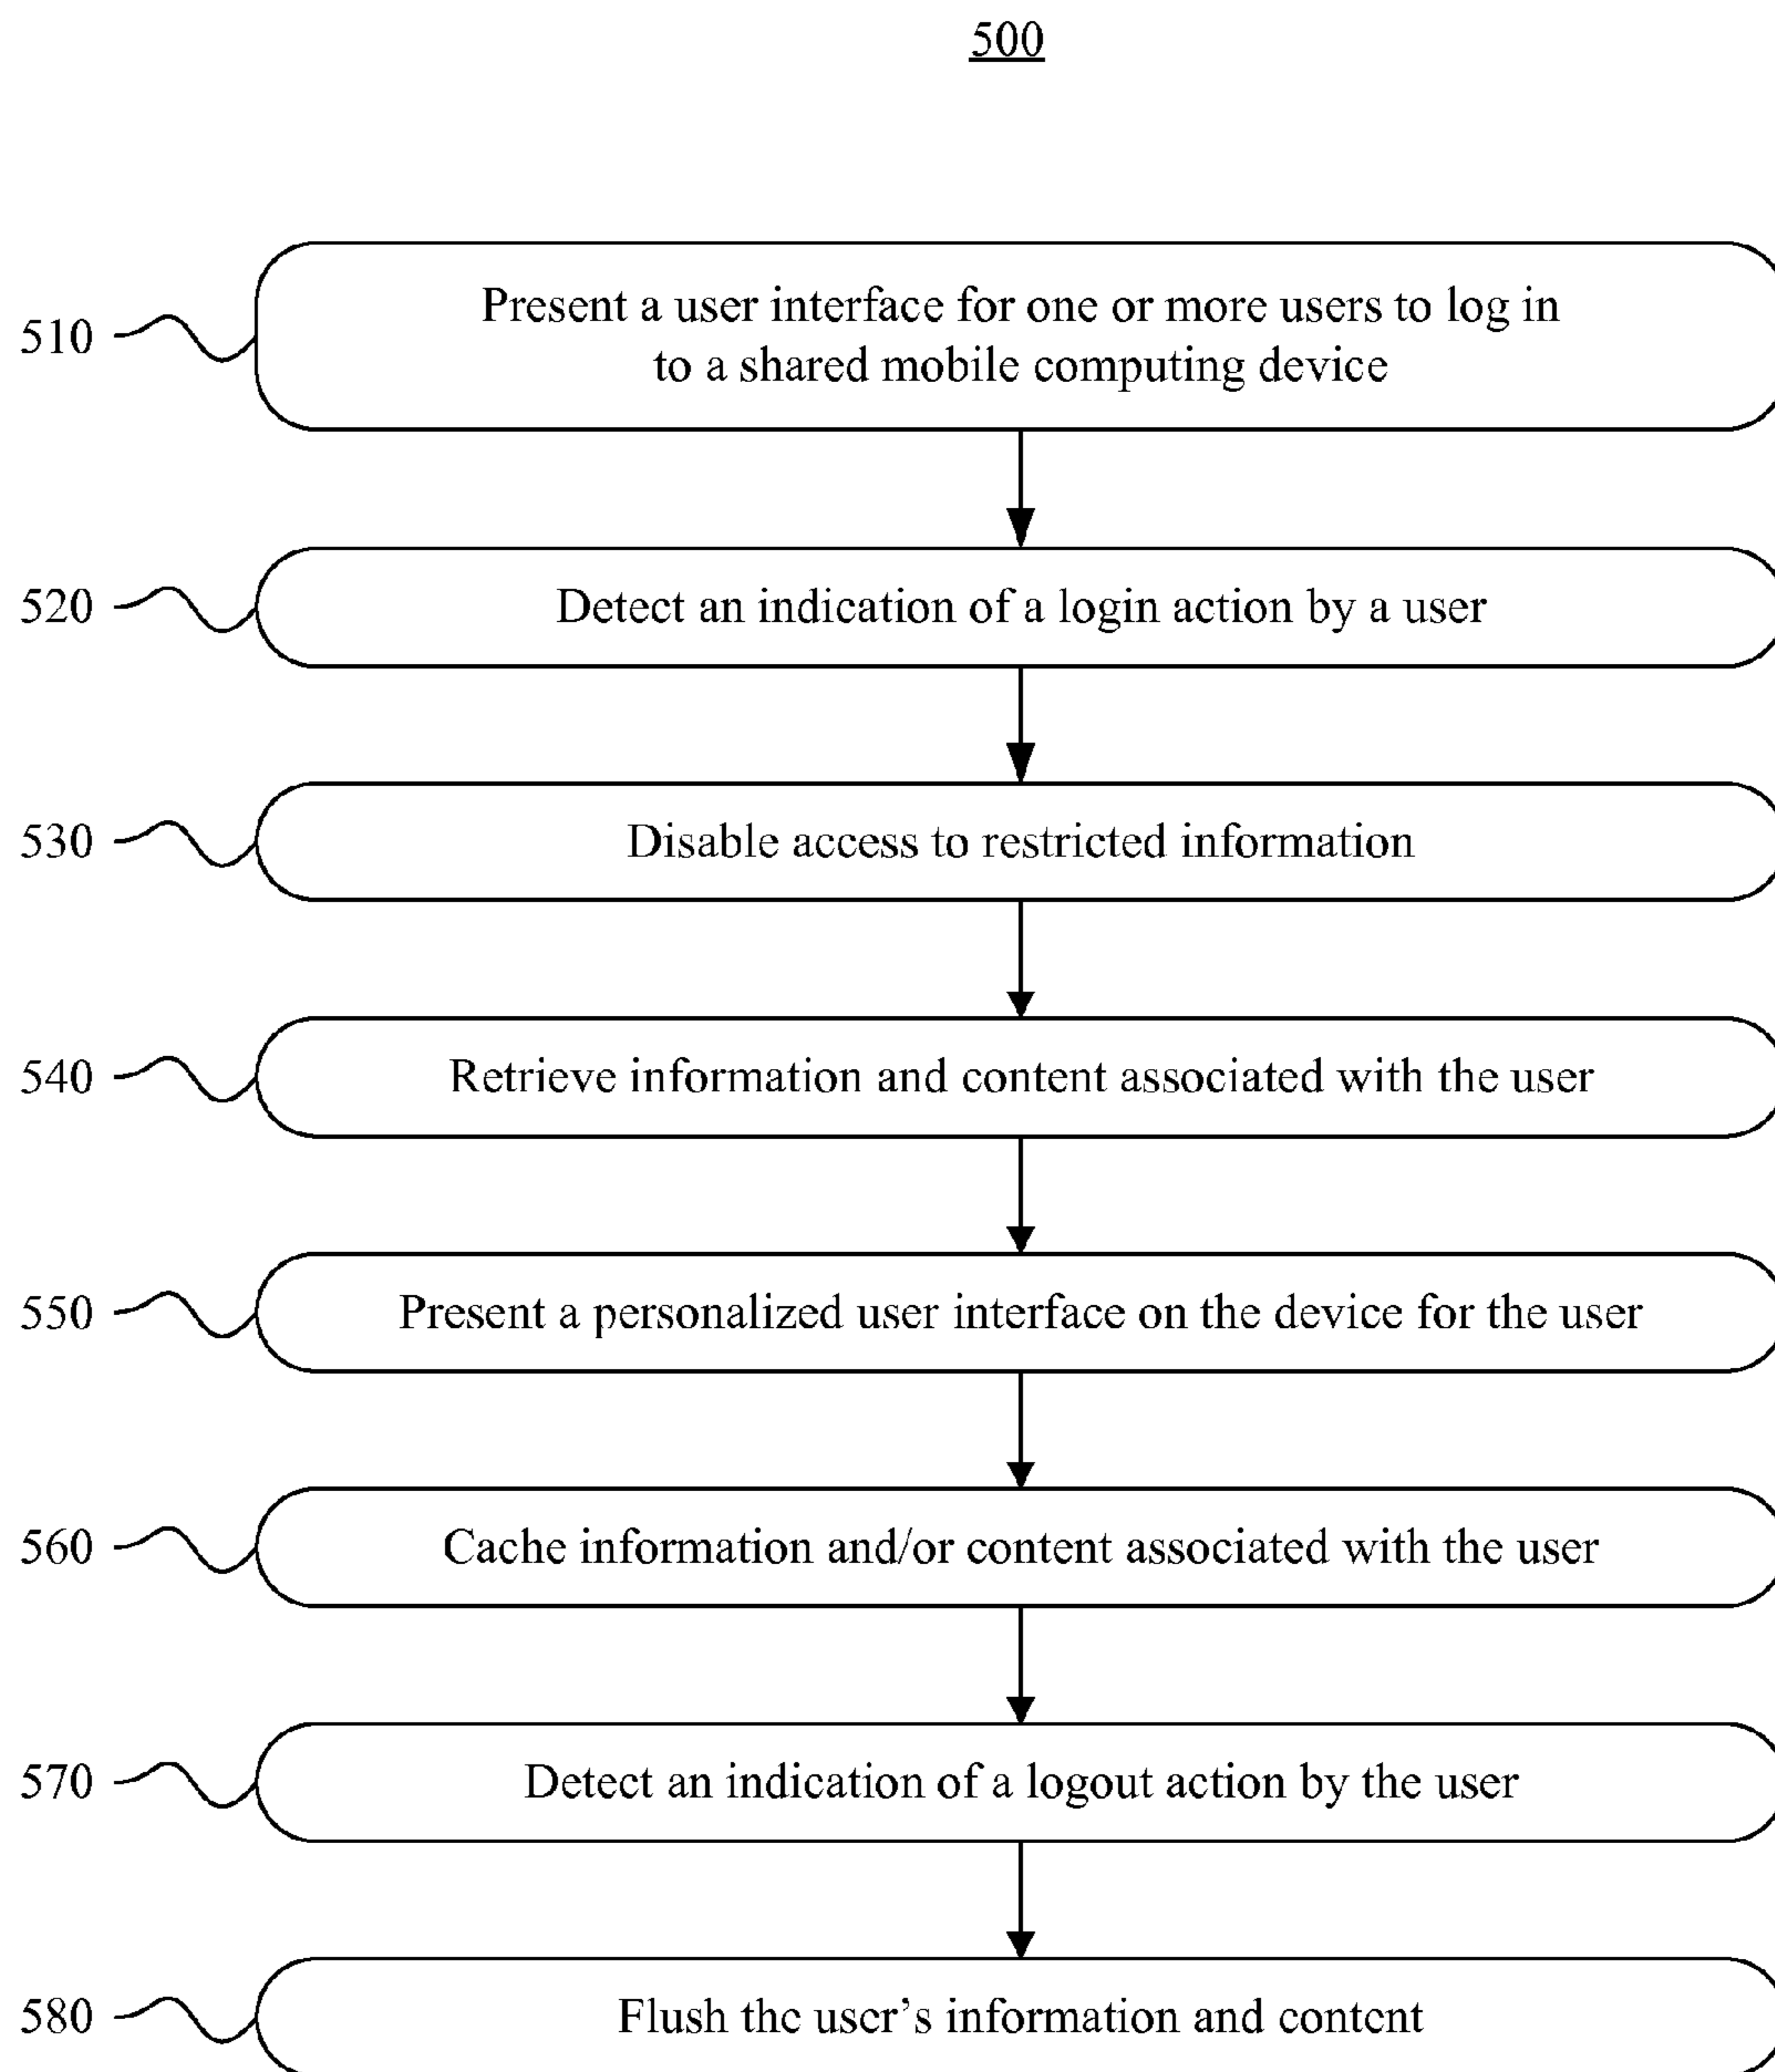 500
510
Present a user interface for one or more users to log in
to a shared mobile computing device
520
Detect an indication of a login action by a user
530
Disable access to restricted information
540
Retrieve information and content associated with the user
550
Present a personalized user interface on the device for the user
560
Cache information and/or content associated with the user
570
Detect an indication of a logout action by the user
580
Flush the user's information and content